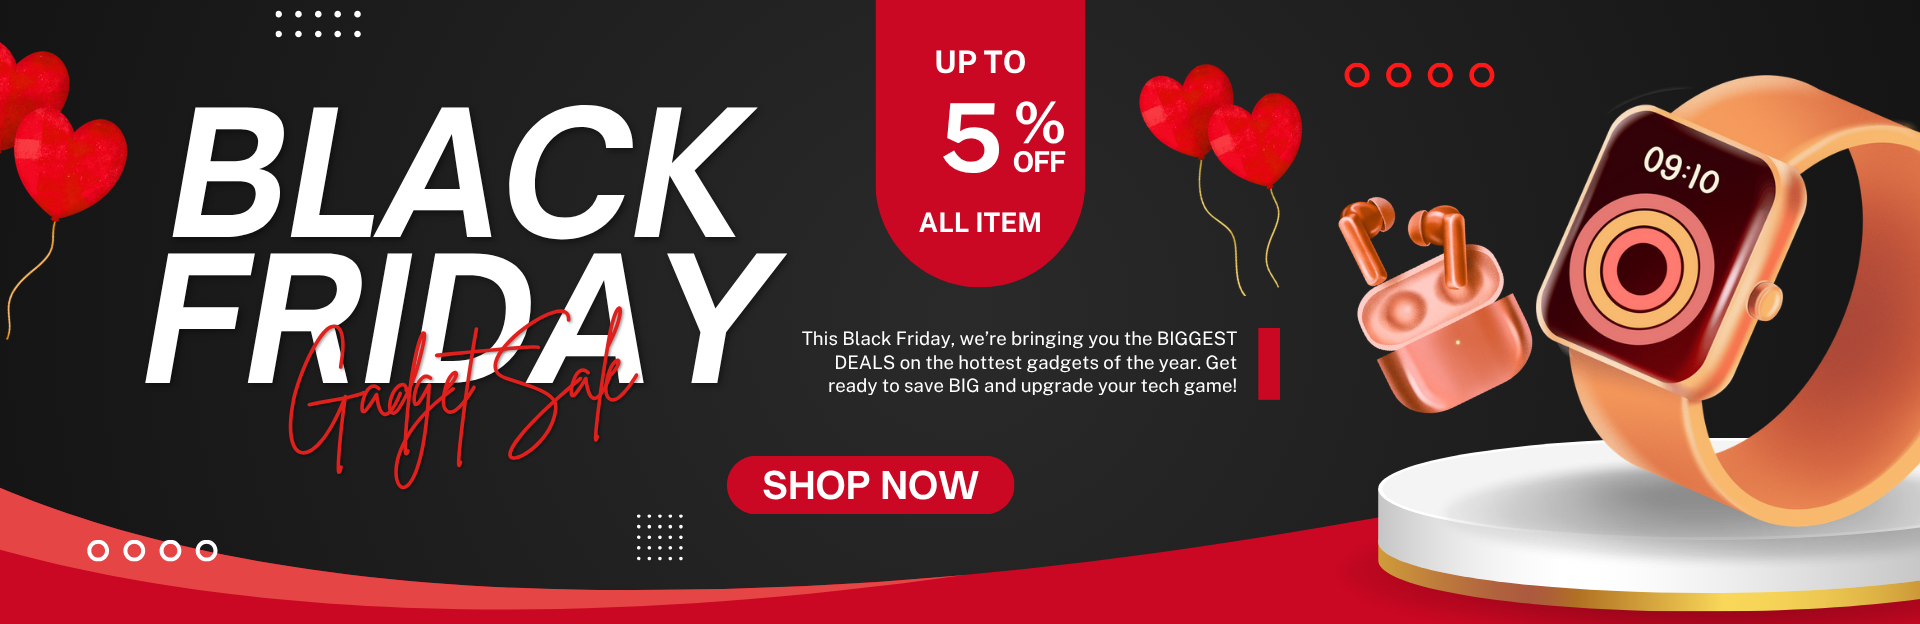 BLACK
FRIDAY
Gadget Sale
UP TO
5 %
OFF
ALL ITEM
This Black Friday, we’re bringing you the BIGGEST
DEALS on the hottest gadgets of the year. Get
ready to save BIG and upgrade your tech game!
SHOP NOW
09:10